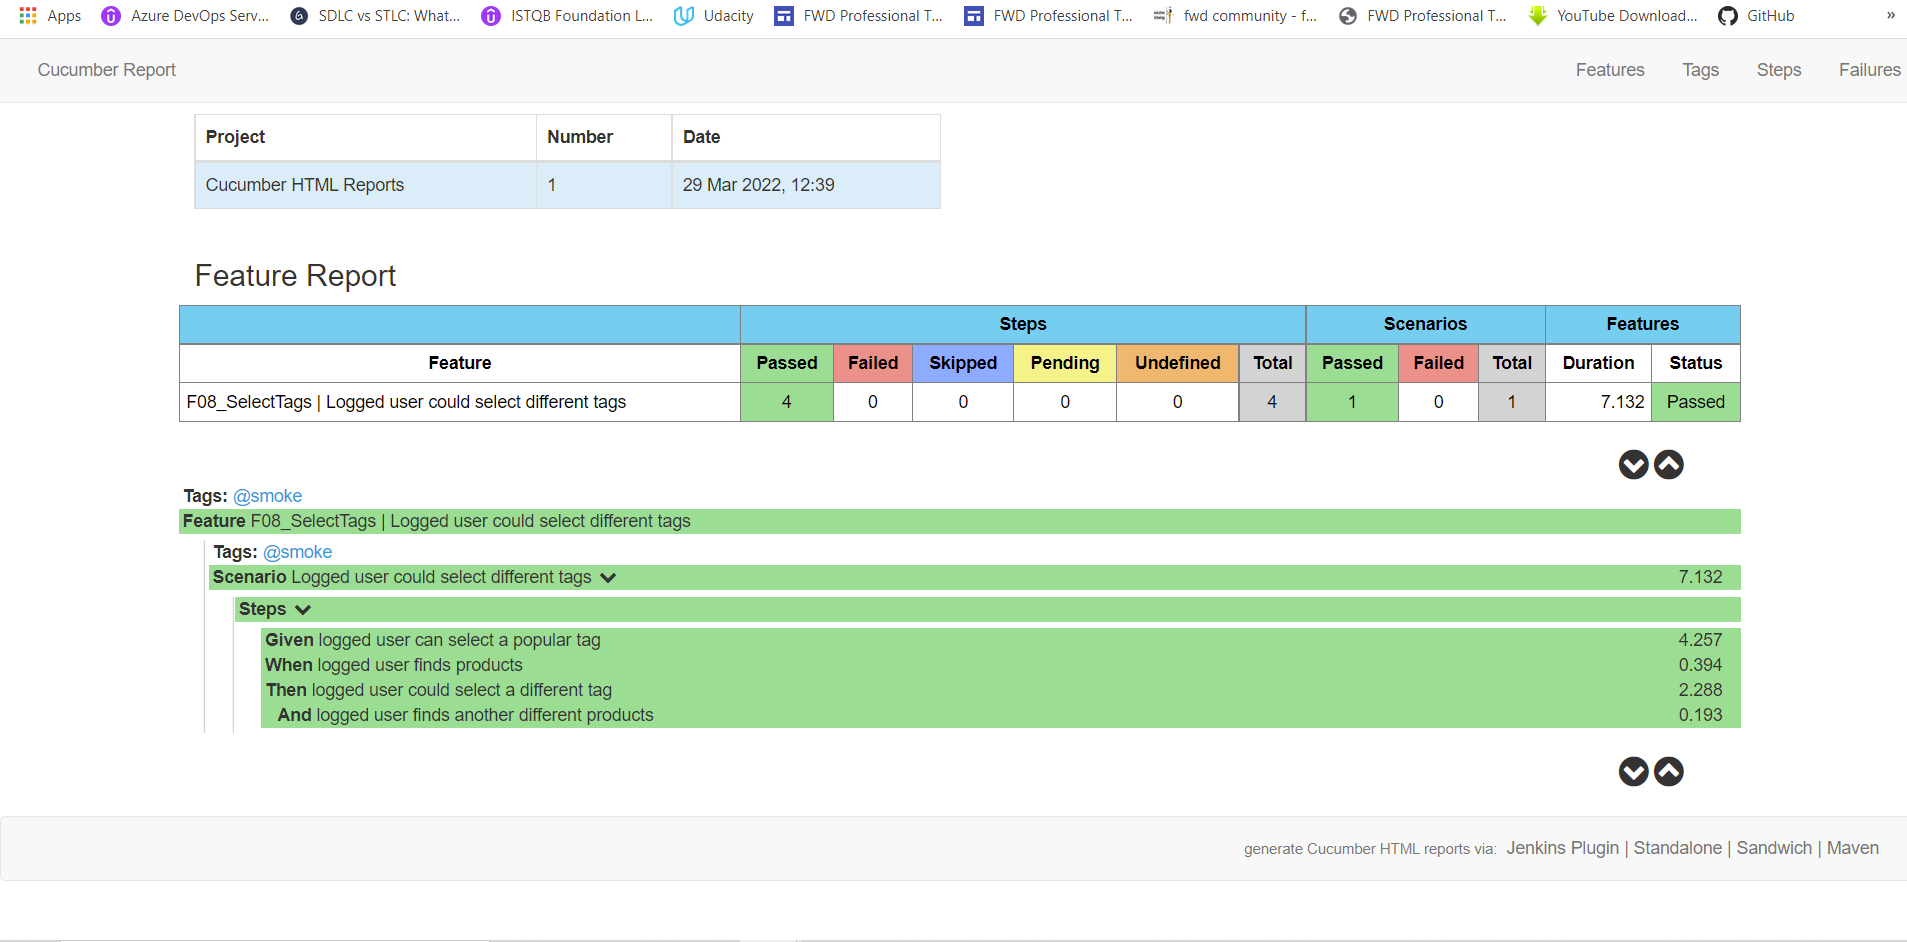 Apps Azure DevOps Serv... SDLC vs STLC: What... ISTQB Foundation L... Udacity FWD Professional T... FWD Professional T... fwd community - f... FWD Professional T... YouTube Download... GitHub »
Cucumber Report Features Tags Steps Failures
Project Number Date
Cucumber HTML Reports 1 29 Mar 2022, 12:39
Feature Report
Steps Scenarios Features
Feature Passed Failed Skipped Pending Undefined Total Passed Failed Total Duration Status
F08_SelectTags | Logged user could select different tags 4 0 0 0 0 4 1 0 1 7.132 Passed
Tags: @smoke
Feature F08_SelectTags | Logged user could select different tags
Tags: @smoke
Scenario Logged user could select different tags 7.132
Steps
Given logged user can select a popular tag 4.257
When logged user finds products 0.394
Then logged user could select a different tag 2.288
And logged user finds another different products 0.193
generate Cucumber HTML reports via: Jenkins Plugin | Standalone | Sandwich | Maven